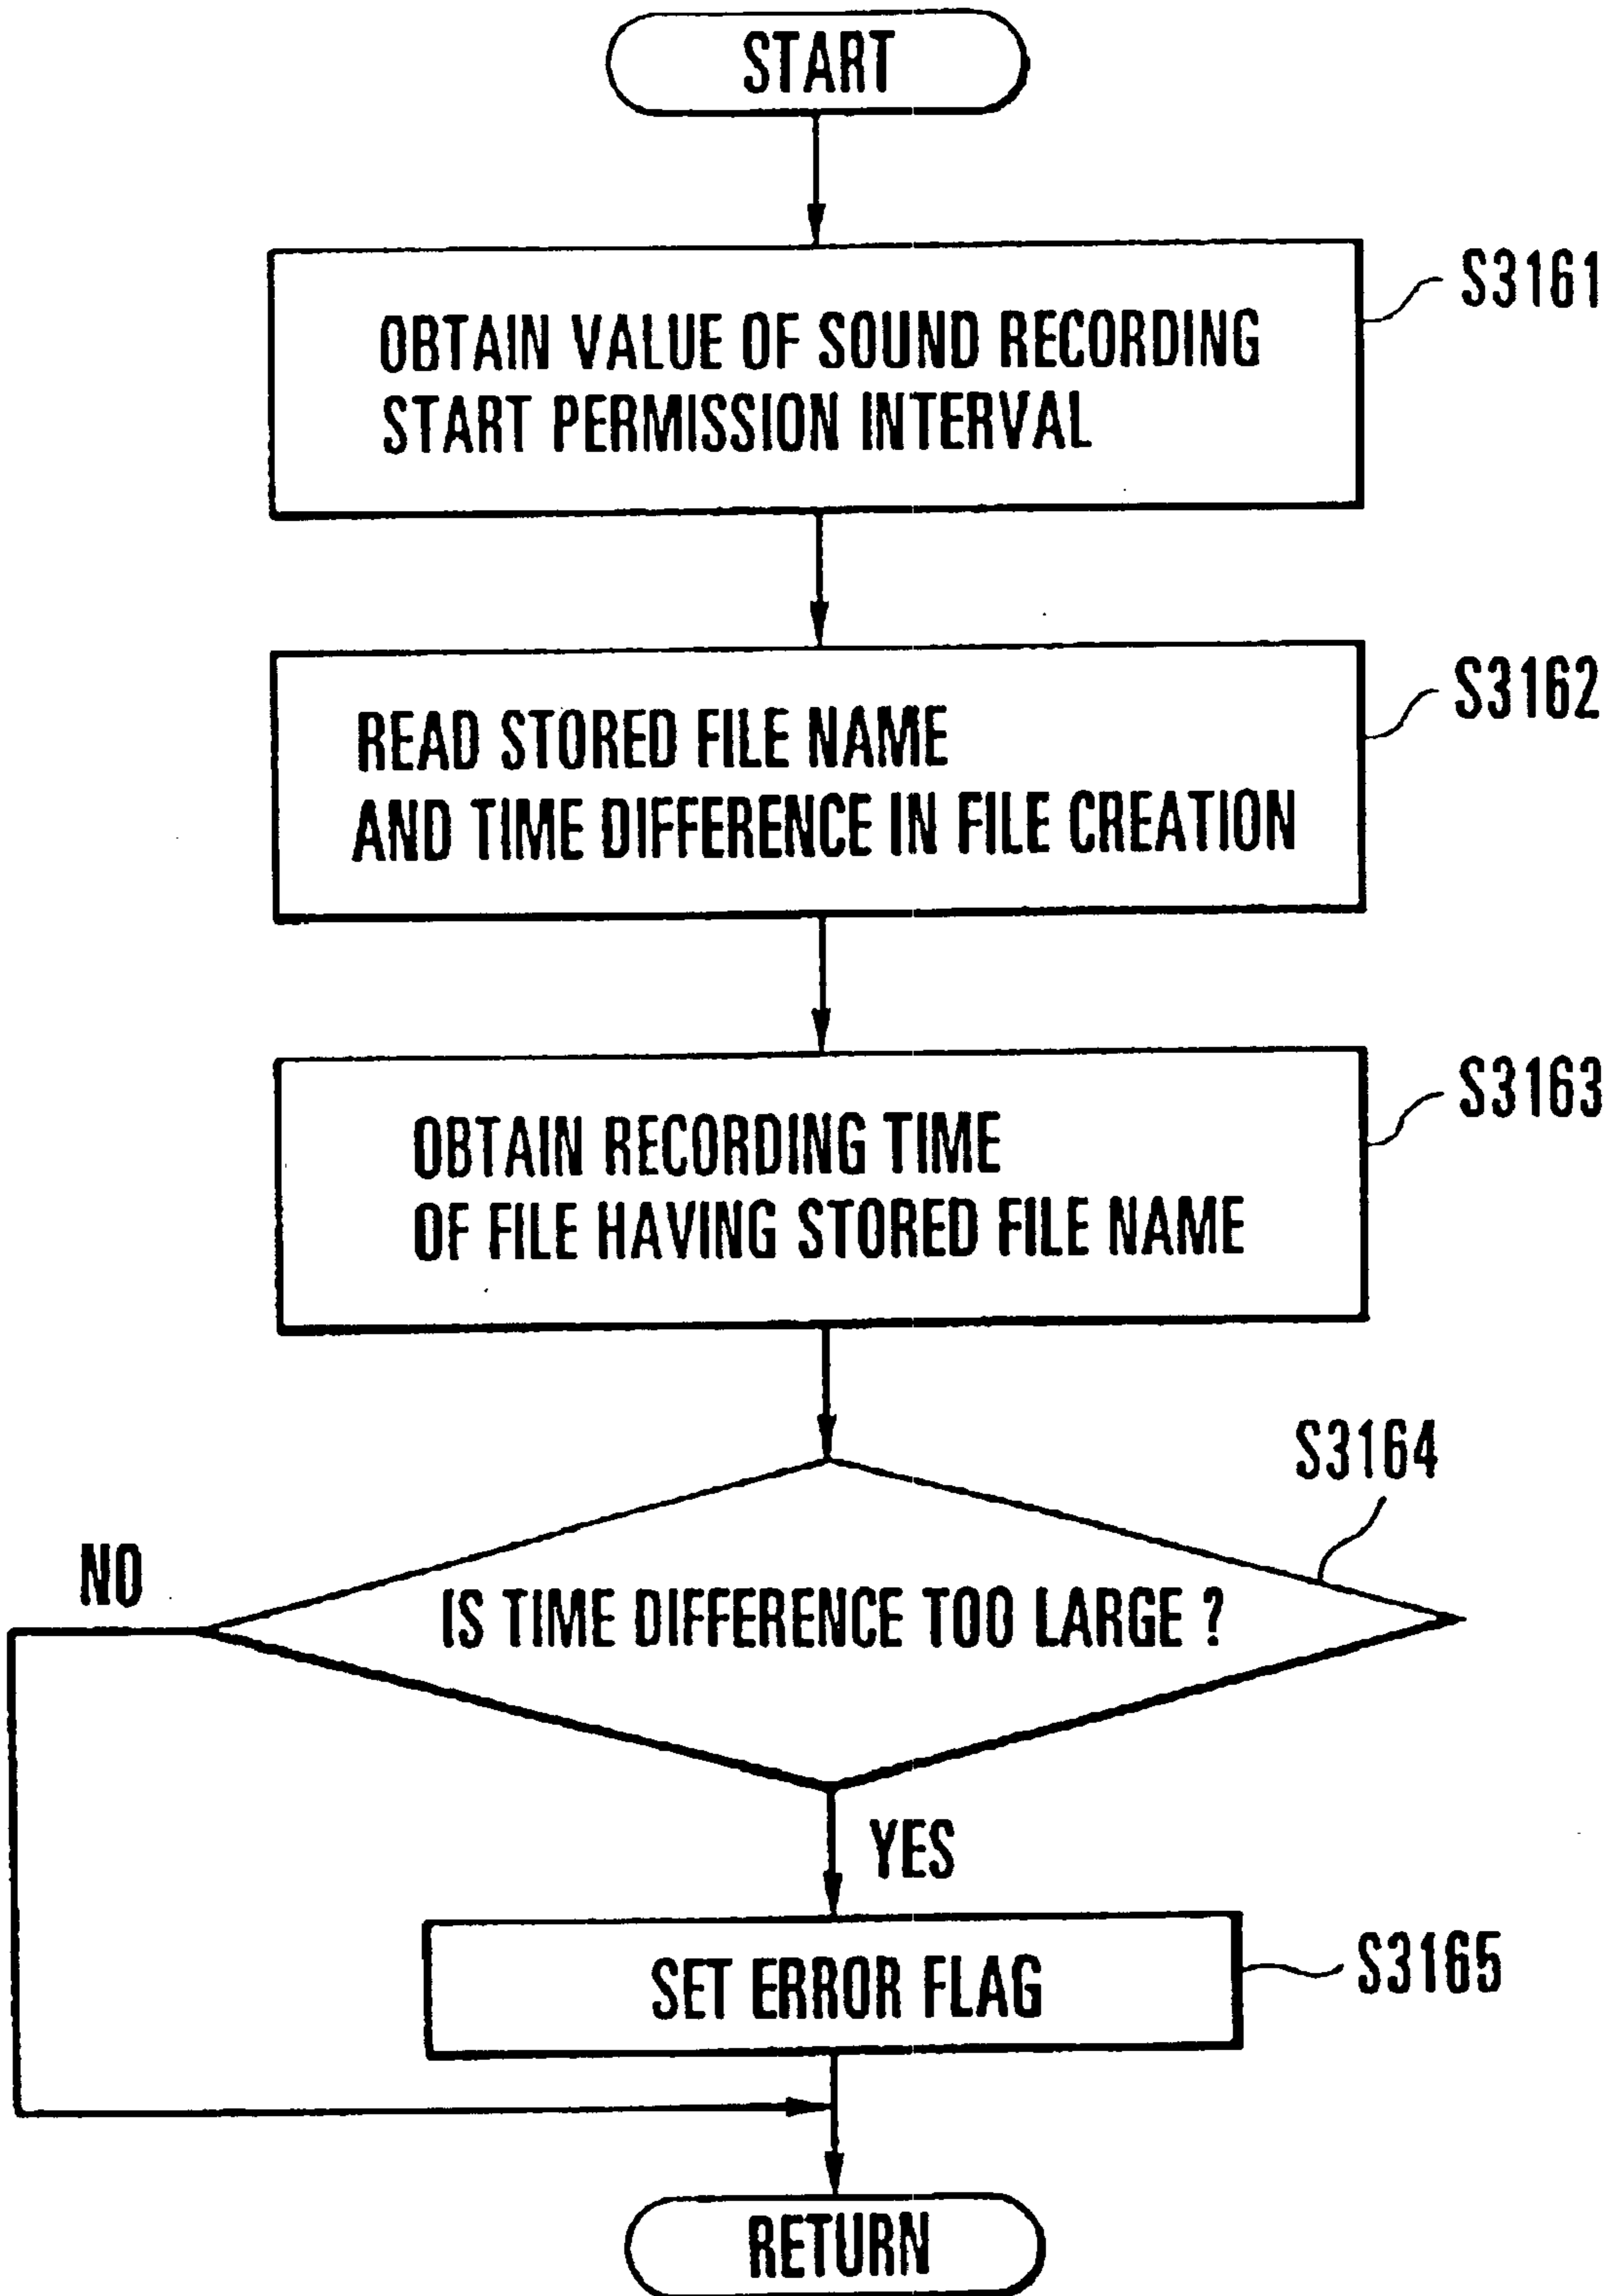 START
OBTAIN VALUE OF SOUND RECORDING
START PERMISSION INTERVAL
S3161
READ STORED FILE NAME
AND TIME DIFFERENCE IN FILE CREATION
S3162
OBTAIN RECORDING TIME
OF FILE HAVING STORED FILE NAME
S3163
S3164
NO
IS TIME DIFFERENCE TOO LARGE ?
YES
SET ERROR FLAG
S3165
RETURN